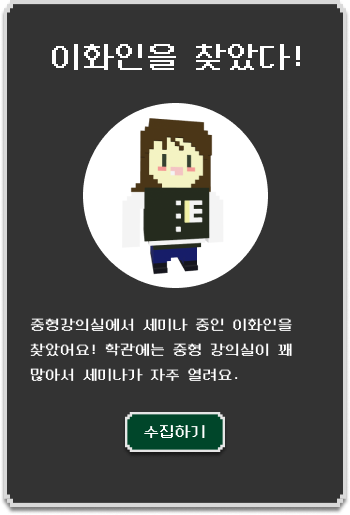 이화인을 찾았다!
E
중형강의실에서 세미나 중인 이화인을
찾았어요! 학관에는 중형 강의실이 꽤
많아서 세미나가 자주 열려요.
수집하기